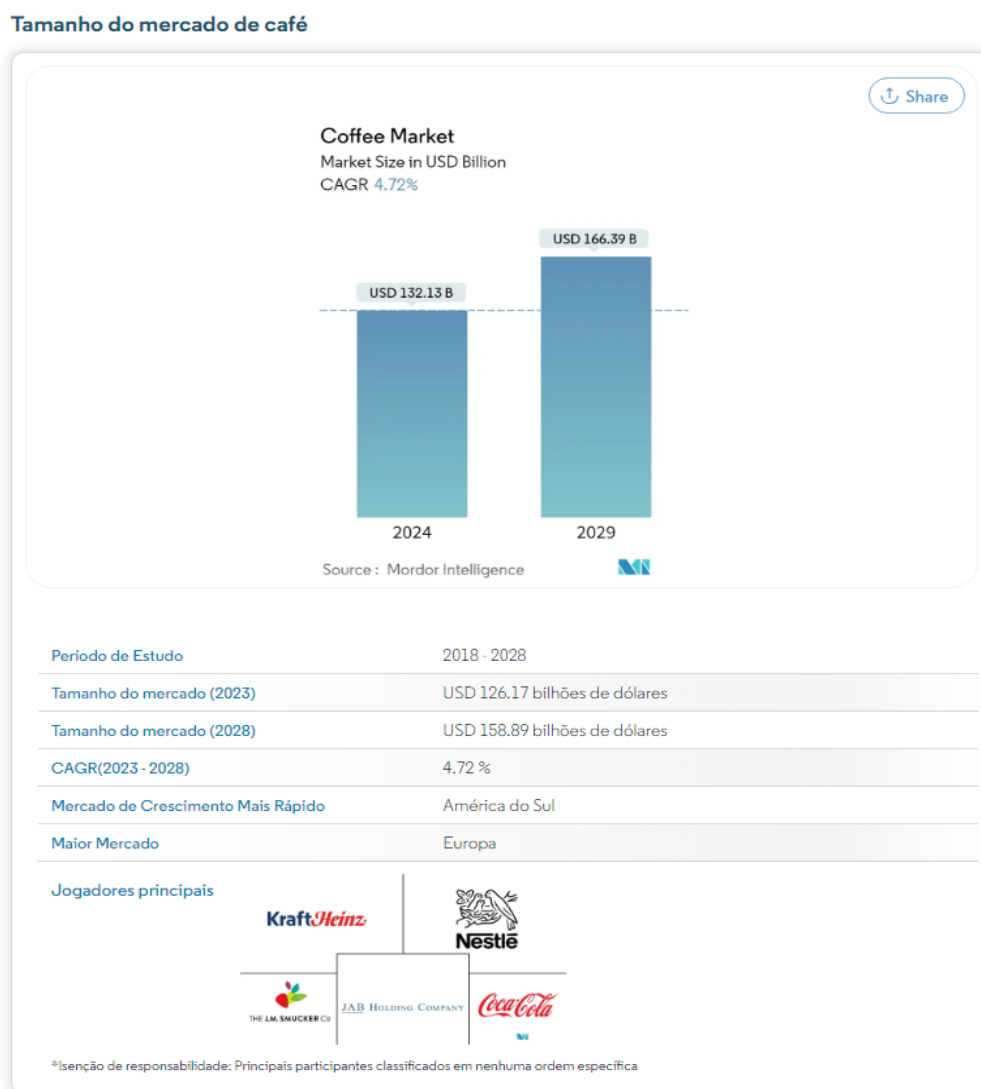 Tamanho do mercado de café
Share
Coffee Market
Market Size in USD Billion
CAGR 4.72%
USD 166.39 B
USD 132.13 B
2024
2029
Source : Mordor Intelligence
Período de Estudo 2018 - 2028
Tamanho do mercado (2023) USD 126.17 bilhões de dólares
Tamanho do mercado (2028) USD 158.89 bilhões de dólares
CAGR(2023 - 2028) 4.72 %
Mercado de Crescimento Mais Rápido América do Sul
Maior Mercado Europa
Jogadores principais
KraftHeinz
Nestlé
THE J.M. SMUCKER Co
JAB HOLDING COMPANY
Coca-Cola
*Isenção de responsabilidade: Principais participantes classificados em nenhuma ordem específica